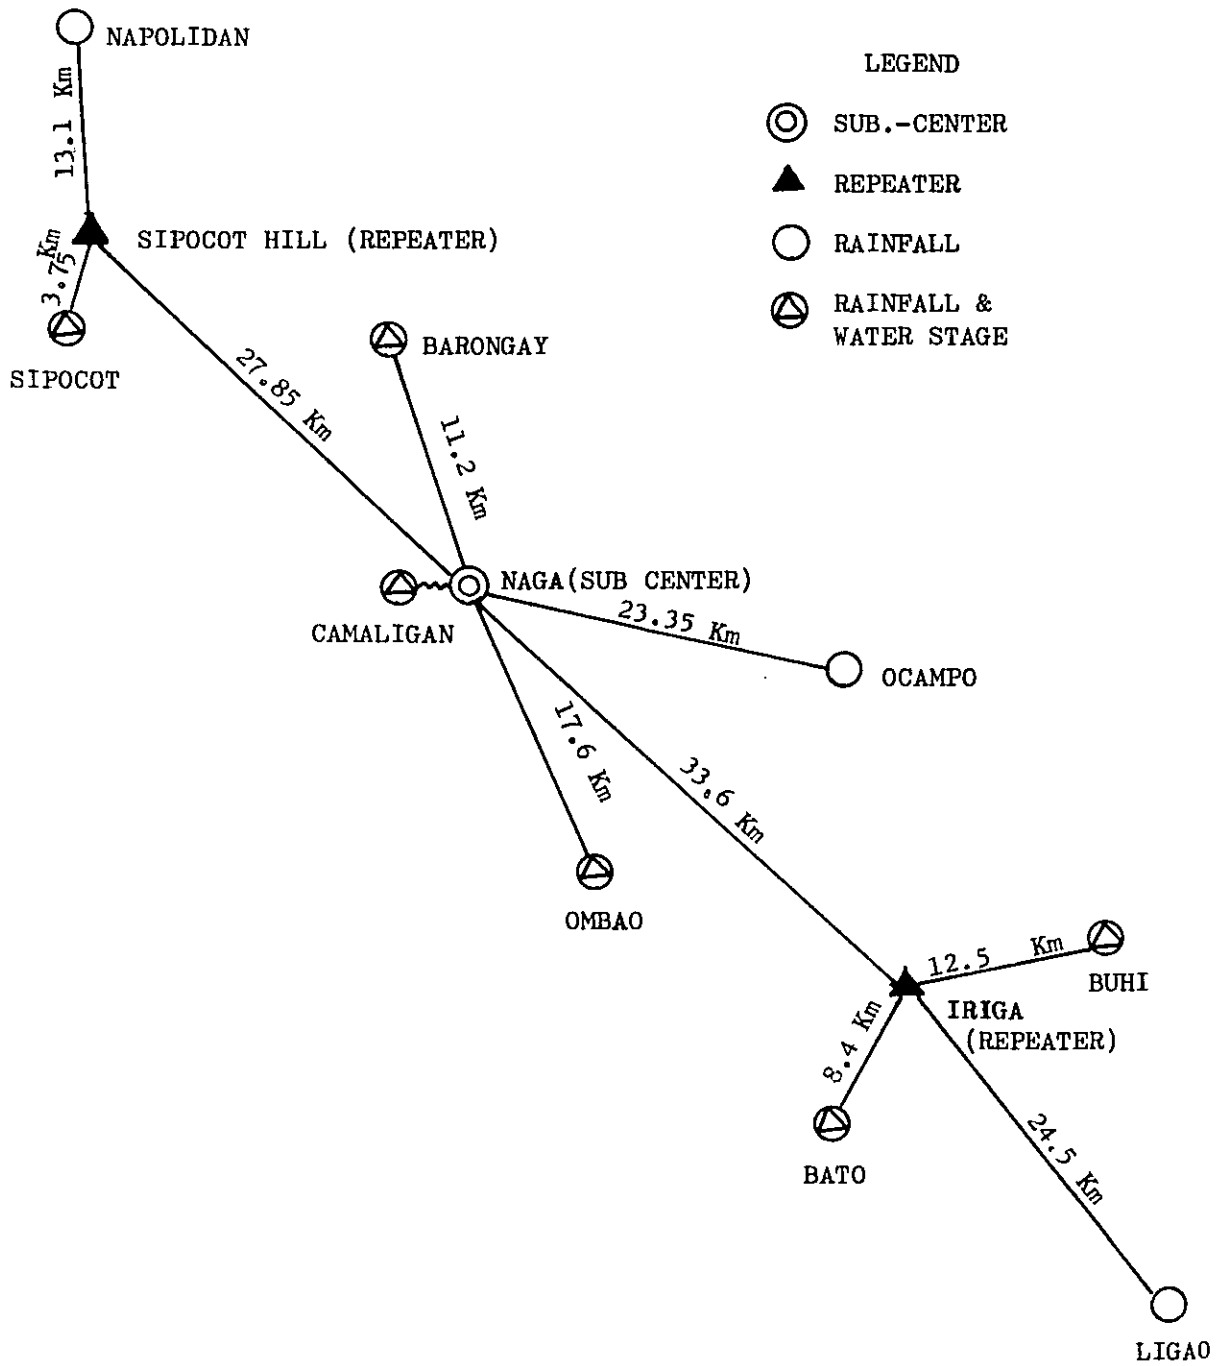 NAPOLIDAN
13.1 Km
SIPOCOT HILL (REPEATER)
3.75 Km
SIPOCOT
LEGEND
SUB.-CENTER
REPEATER
RAINFALL
RAINFALL &
WATER STAGE
27.85 Km
BARONGAY
11.2 Km
NAGA(SUB CENTER)
CAMALIGAN
23.35 Km
OCAMPO
17.6 Km
33.6 Km
OMBAO
12.5 Km
BUHI
IRIGA
(REPEATER)
8.4 Km
BATO
24.5 Km
LIGAO